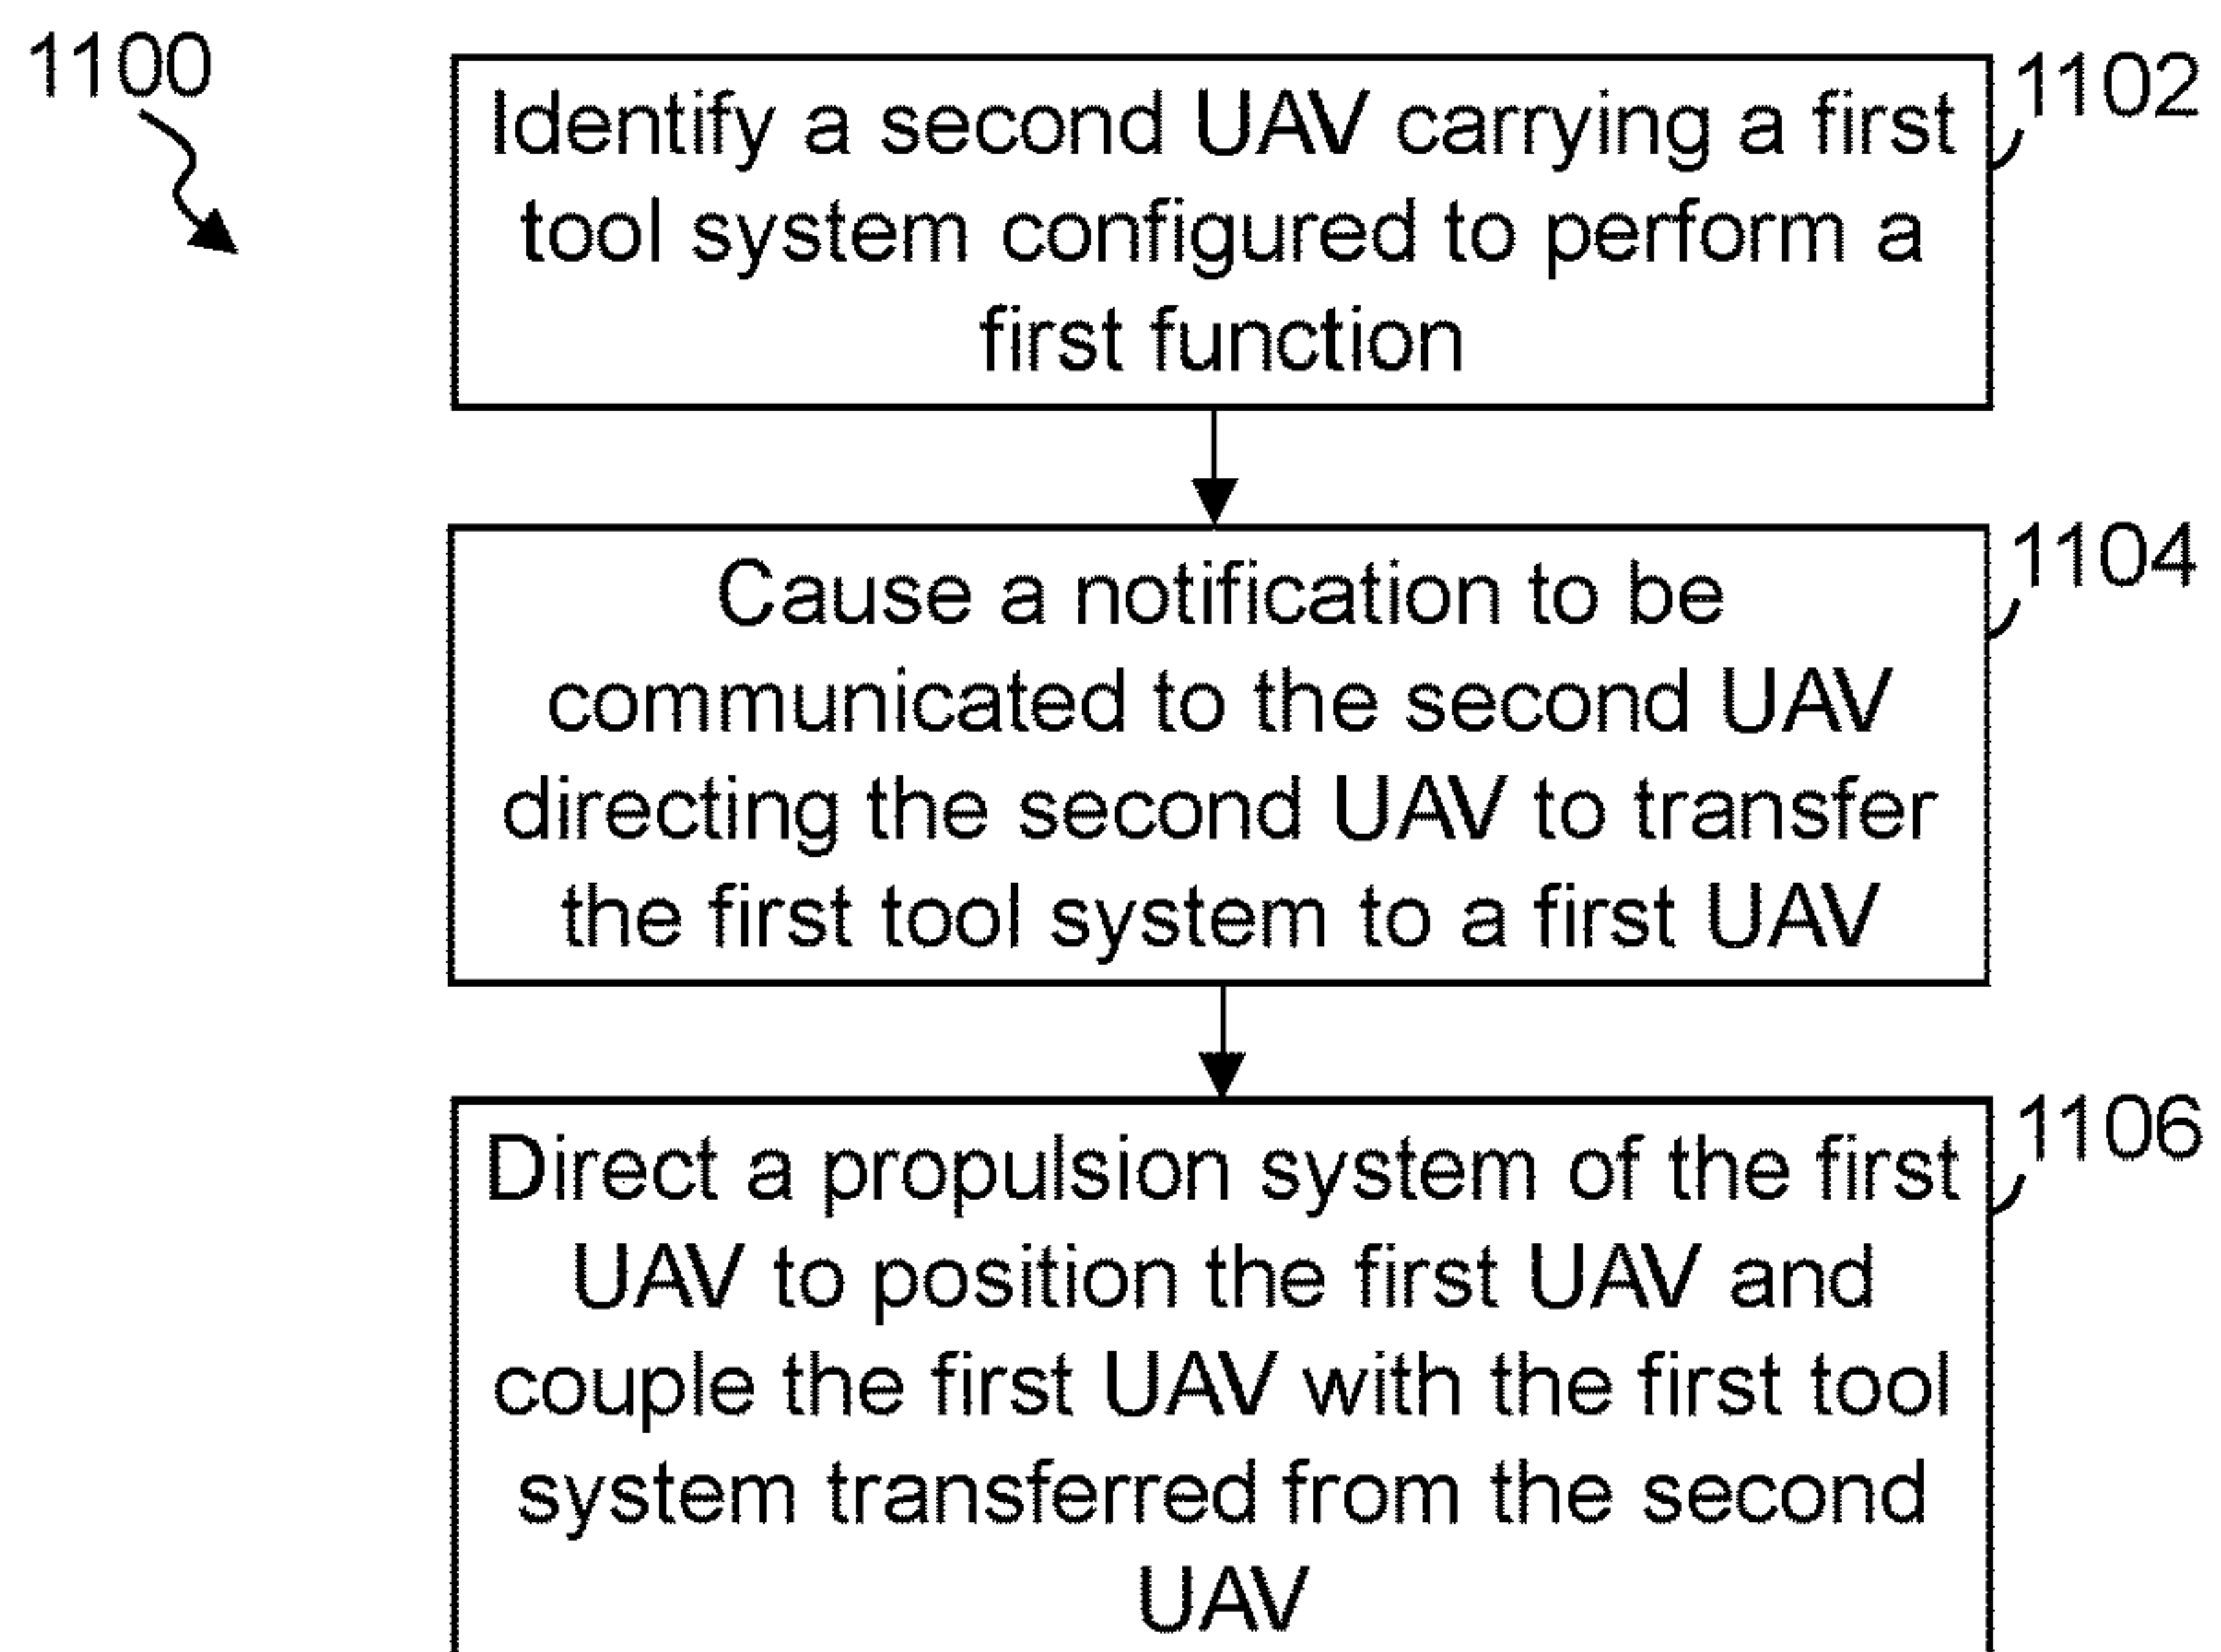 1100
1102
Identify a second UAV carrying a first
tool system configured to perform a
first function
1104
Cause a notification to be
communicated to the second UAV
directing the second UAV to transfer
the first tool system to a first UAV
1106
Direct a propulsion system of the first
UAV to position the first UAV and
couple the first UAV with the first tool
system transferred from the second
UAV